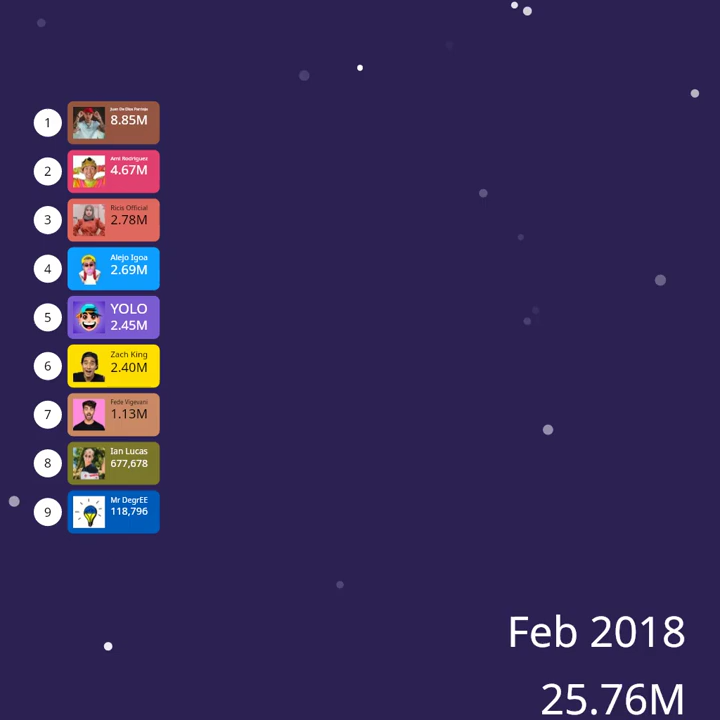 1
Juan De Dios Pantoja
8.85M
2
Ami Rodriguez
4.67M
3
Ricis Official
2.78M
4
Alejo Igoa
2.69M
5
YOLO
2.45M
6
Zach King
2.40M
7
Fede Vigevani
1.13M
8
Ian Lucas
677,678
9
Mr DegrEE
118,796
Feb 2018
25.76M